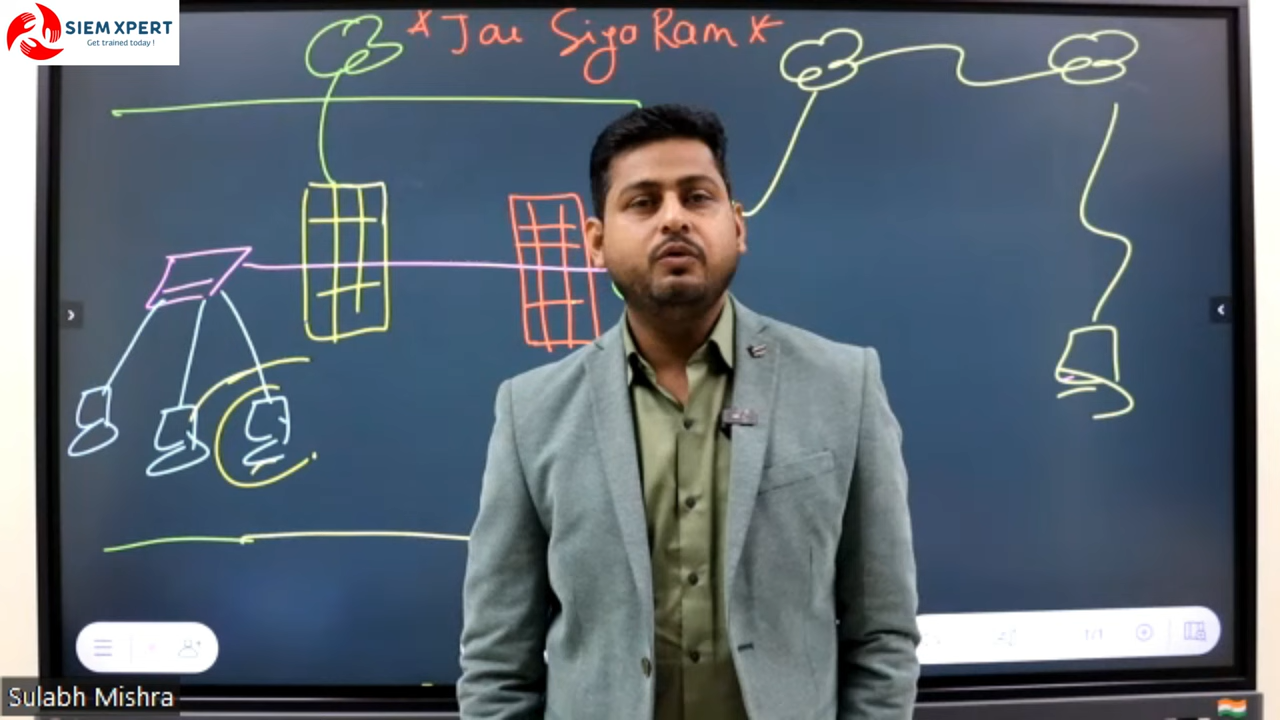 SIEM XPERT
Get trained today !
* Jai Siya Ram *
1/1
Sulabh Mishra